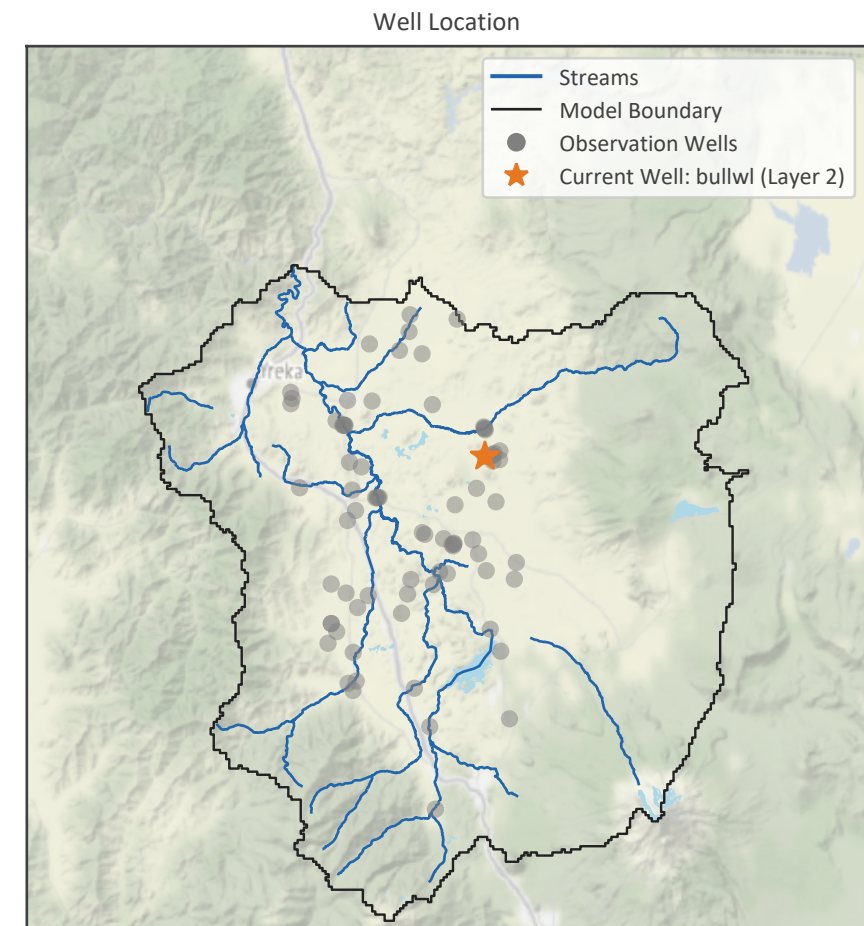 Well Location
Streams
Model Boundary
Observation Wells
Current Well: bullwl (Layer 2)
Yreka